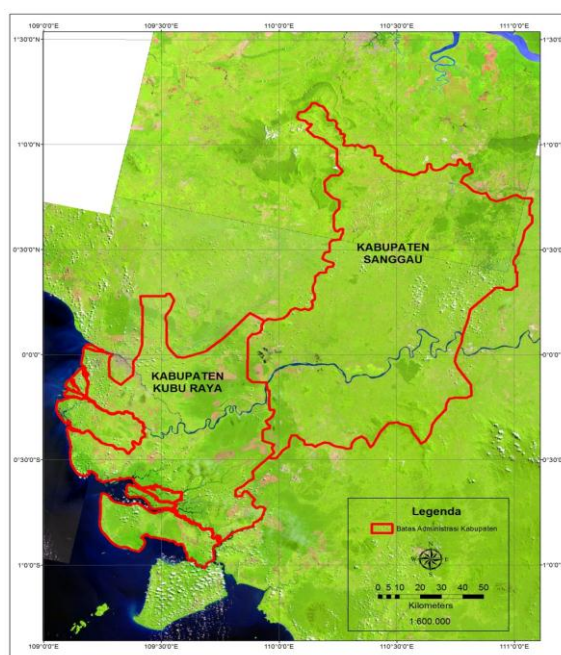 109°0'0"E 109°30'0"E 110°0'0"E 110°30'0"E 111°0'0"E
1°30'0"N
1°0'0"N
0°30'0"N
0°0'0"
0°30'0"S
1°0'0"S
KABUPATEN
SANGGAU
KABUPATEN
KUBU RAYA
Legenda
Batas Administrasi Kabupaten
N
W E
S
0 5 10 20 30 40 50
Kilometers
1:600.000
1°30'0"N
1°0'0"N
0°30'0"N
0°0'0"
0°30'0"S
1°0'0"S
109°0'0"E 109°30'0"E 110°0'0"E 110°30'0"E 111°0'0"E